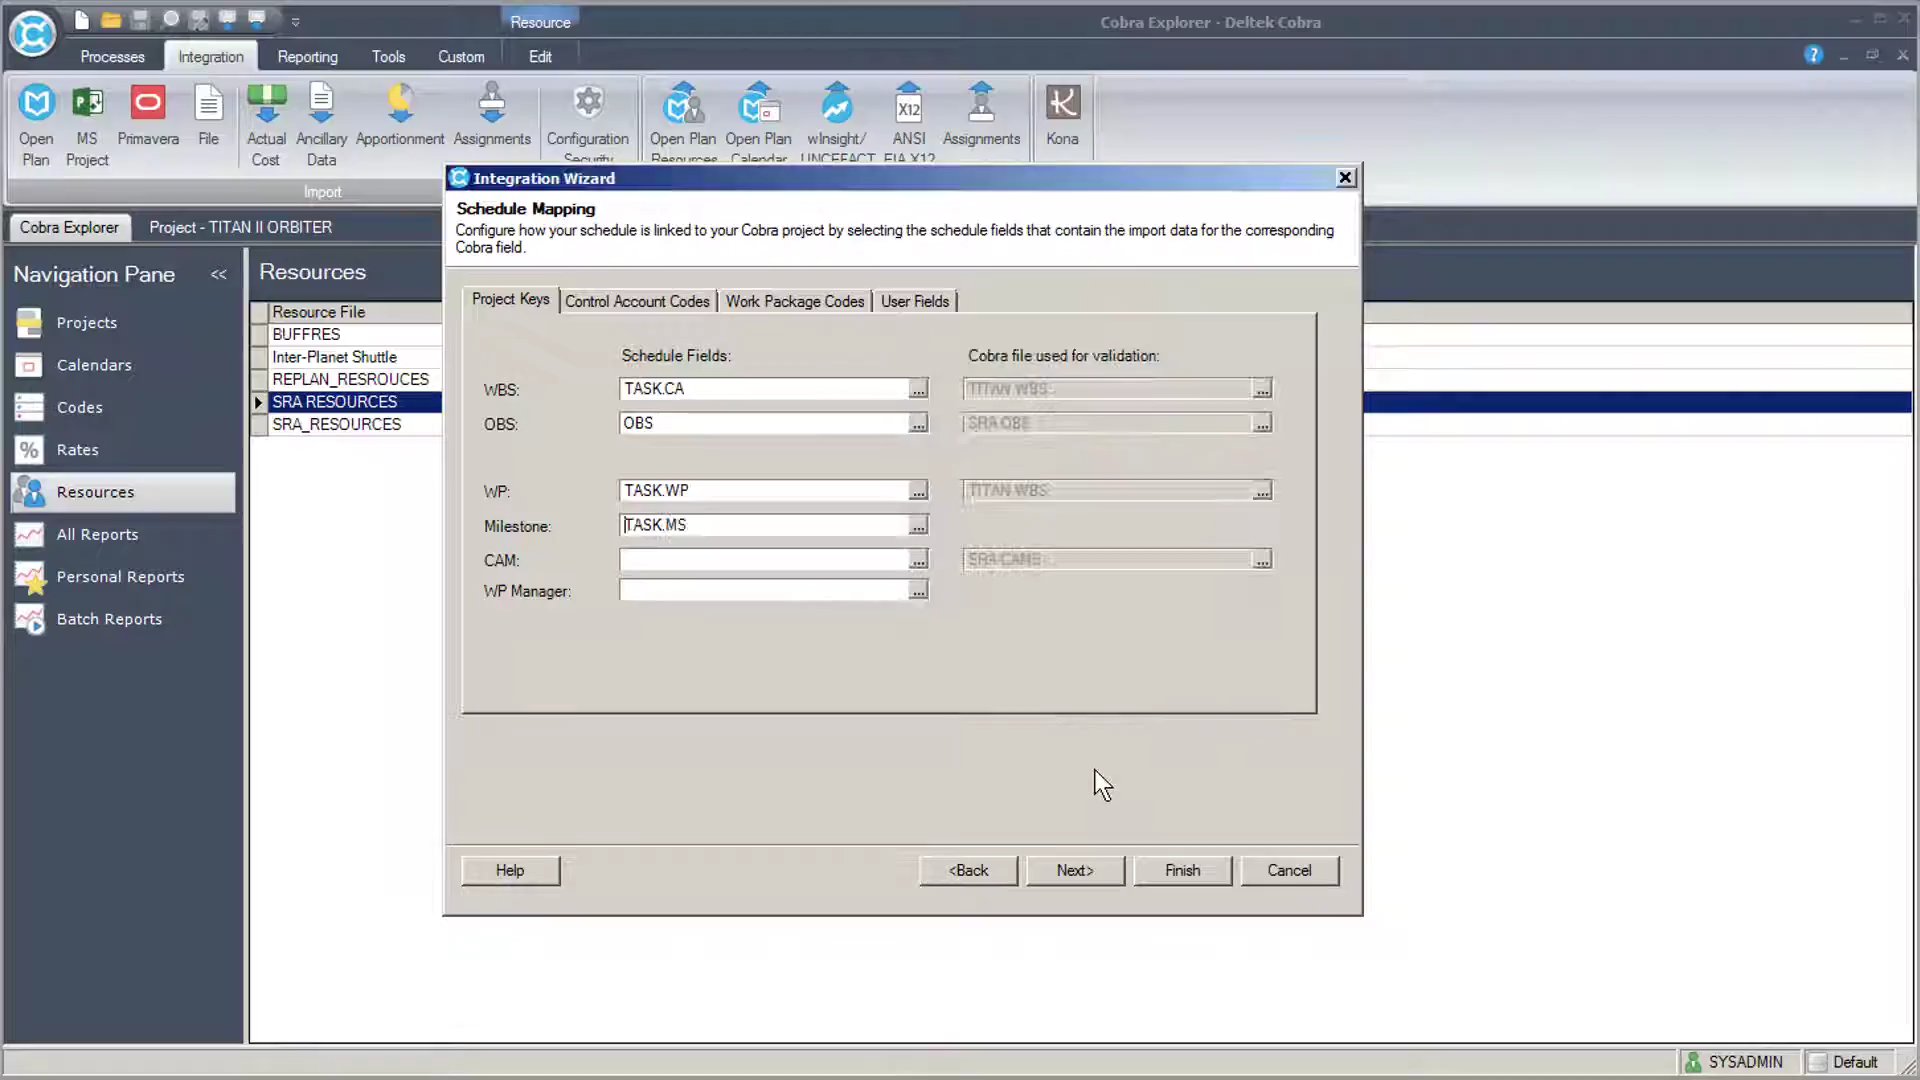 Resource
Cobra Explorer - Deltek Cobra
Processes
Integration
Reporting
Tools
Custom
Edit
Open Plan
MS Project
Primavera
File
Actual Cost
Ancillary Data
Apportionment
Assignments
Configuration Security
Open Plan Resources
Open Plan Calendar
wInsight/ UNCEFACT
X12
ANSI EIA X12
Assignments
Kona
Import
Cobra Explorer
Project - TITAN II ORBITER
Navigation Pane <<
Projects
Calendars
Codes
Rates
Resources
All Reports
Personal Reports
Batch Reports
Resources
Resource File
BUFFRES
Inter-Planet Shuttle
REPLAN_RESROUCES
SRA RESOURCES
SRA_RESOURCES
Integration Wizard
Schedule Mapping
Configure how your schedule is linked to your Cobra project by selecting the schedule fields that contain the import data for the corresponding
Cobra field.
Project Keys
Control Account Codes
Work Package Codes
User Fields
Schedule Fields:
Cobra file used for validation:
WBS: TASK.CA ... TITAN WBS ...
OBS: OBS ... SRA OBS ...
WP: TASK.WP ... TITAN WBS ...
Milestone: TASK.MS ...
CAM: ... SRA CAMS ...
WP Manager: ...
Help
<Back
Next>
Finish
Cancel
SYSADMIN
Default